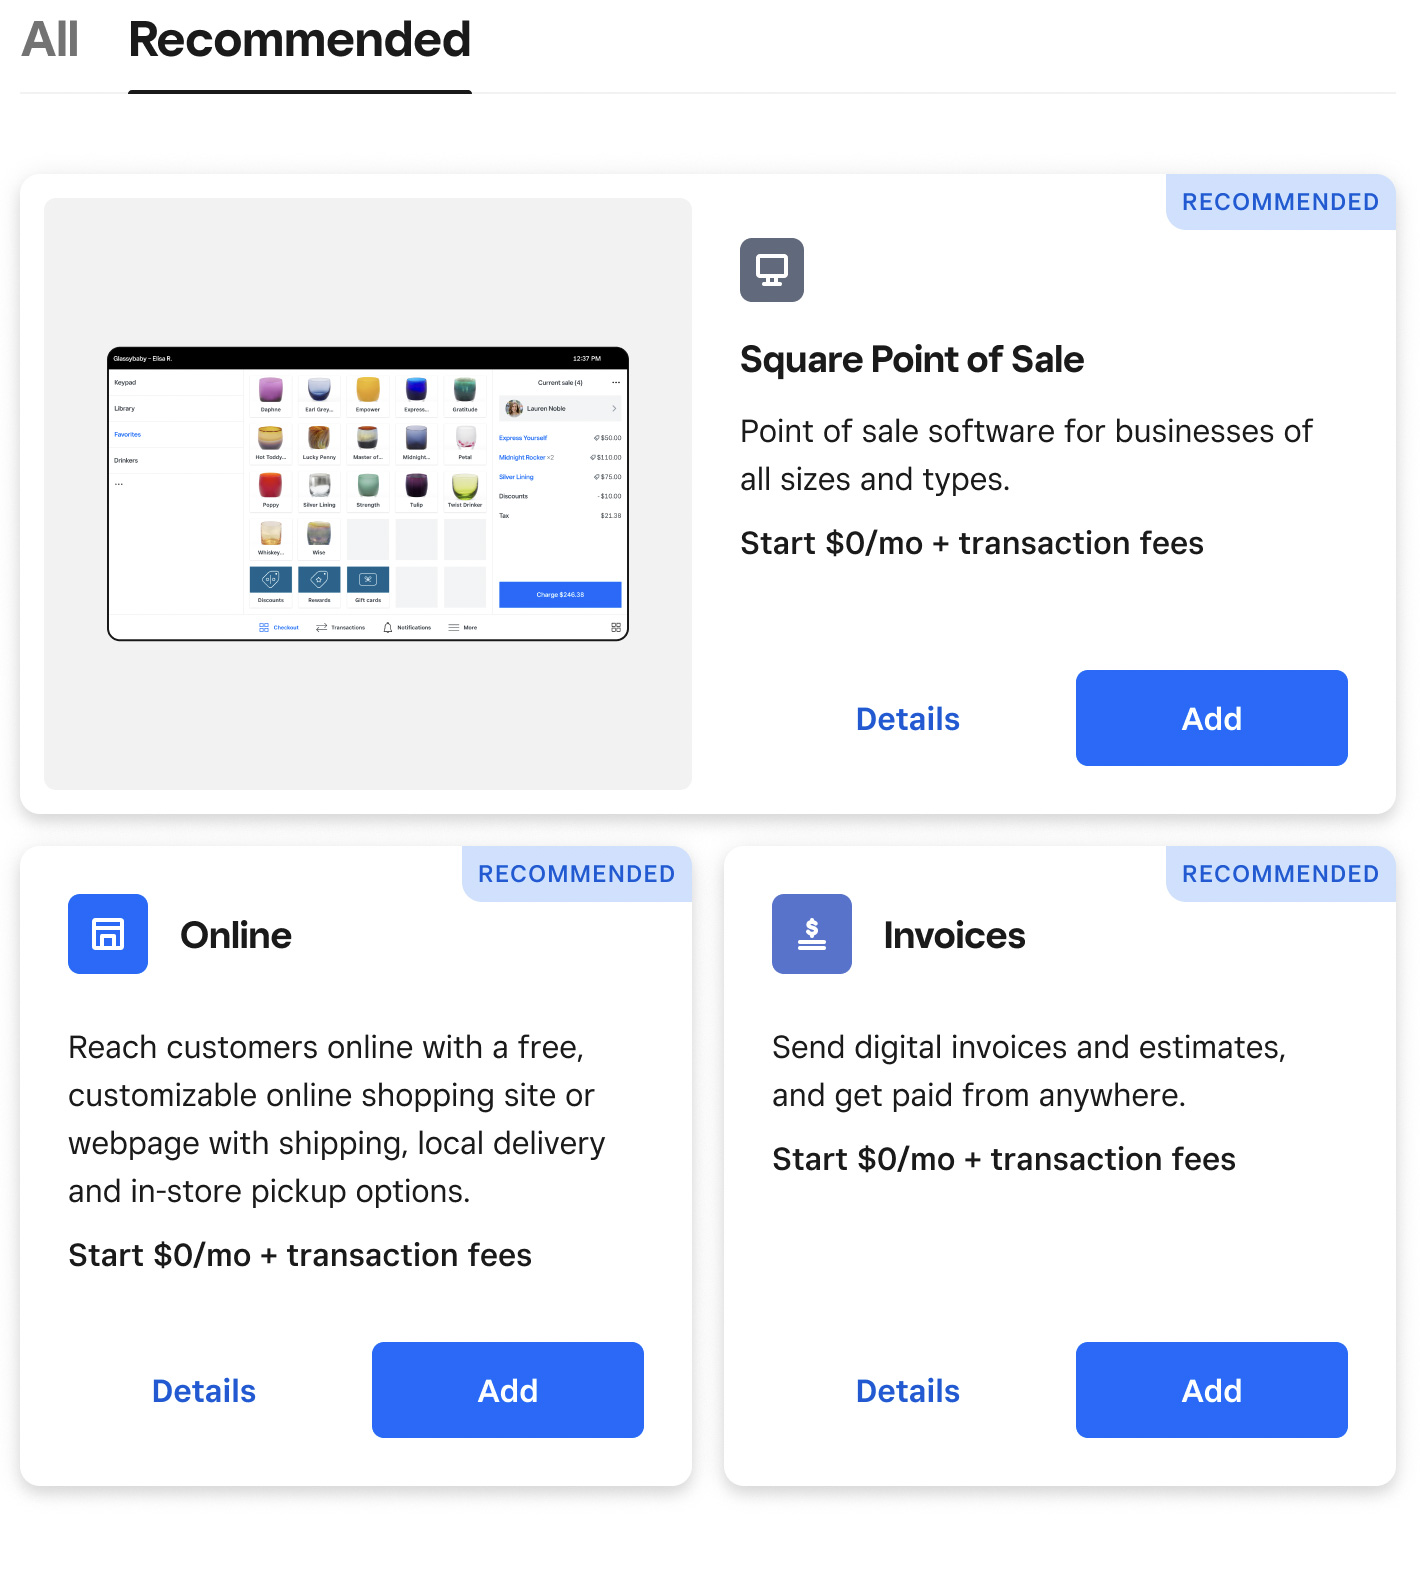 All Recommended
RECOMMENDED
Glassybaby – Elisa R. 12:37 PM
Keypad
Library
Favorites
Drinkers
...
Daphne Earl Grey... Empower Express... Gratitude
Hot Toddy... Lucky Penny Master of... Midnight... Petal
Poppy Silver Lining Strength Tulip Twist Drinker
Whiskey... Wise
Discounts Rewards Gift cards
Current sale (4) ...
Lauren Noble
Express Yourself $50.00
Midnight Rocker ×2 $110.00
Silver Lining $75.00
Discounts -$10.00
Tax $21.38
Charge $246.38
Checkout Transactions Notifications More
Square Point of Sale
Point of sale software for businesses of
all sizes and types.
Start $0/mo + transaction fees
Details Add
RECOMMENDED
Online
Reach customers online with a free,
customizable online shopping site or
webpage with shipping, local delivery
and in-store pickup options.
Start $0/mo + transaction fees
Details Add
RECOMMENDED
$
Invoices
Send digital invoices and estimates,
and get paid from anywhere.
Start $0/mo + transaction fees
Details Add